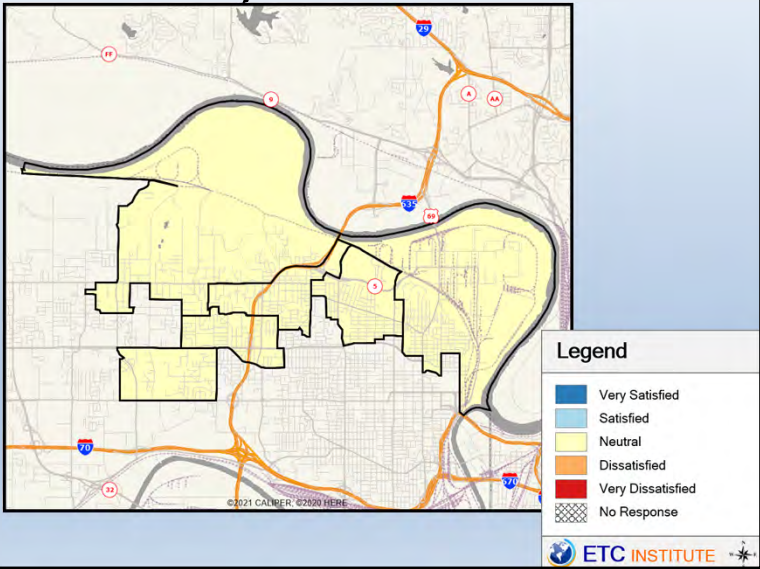 29
FF
9
A
AA
635
69
5
70
32
670
©2021 CALIPER; ©2020 HERE
Legend
Very Satisfied
Satisfied
Neutral
Dissatisfied
Very Dissatisfied
No Response
ETC INSTITUTE